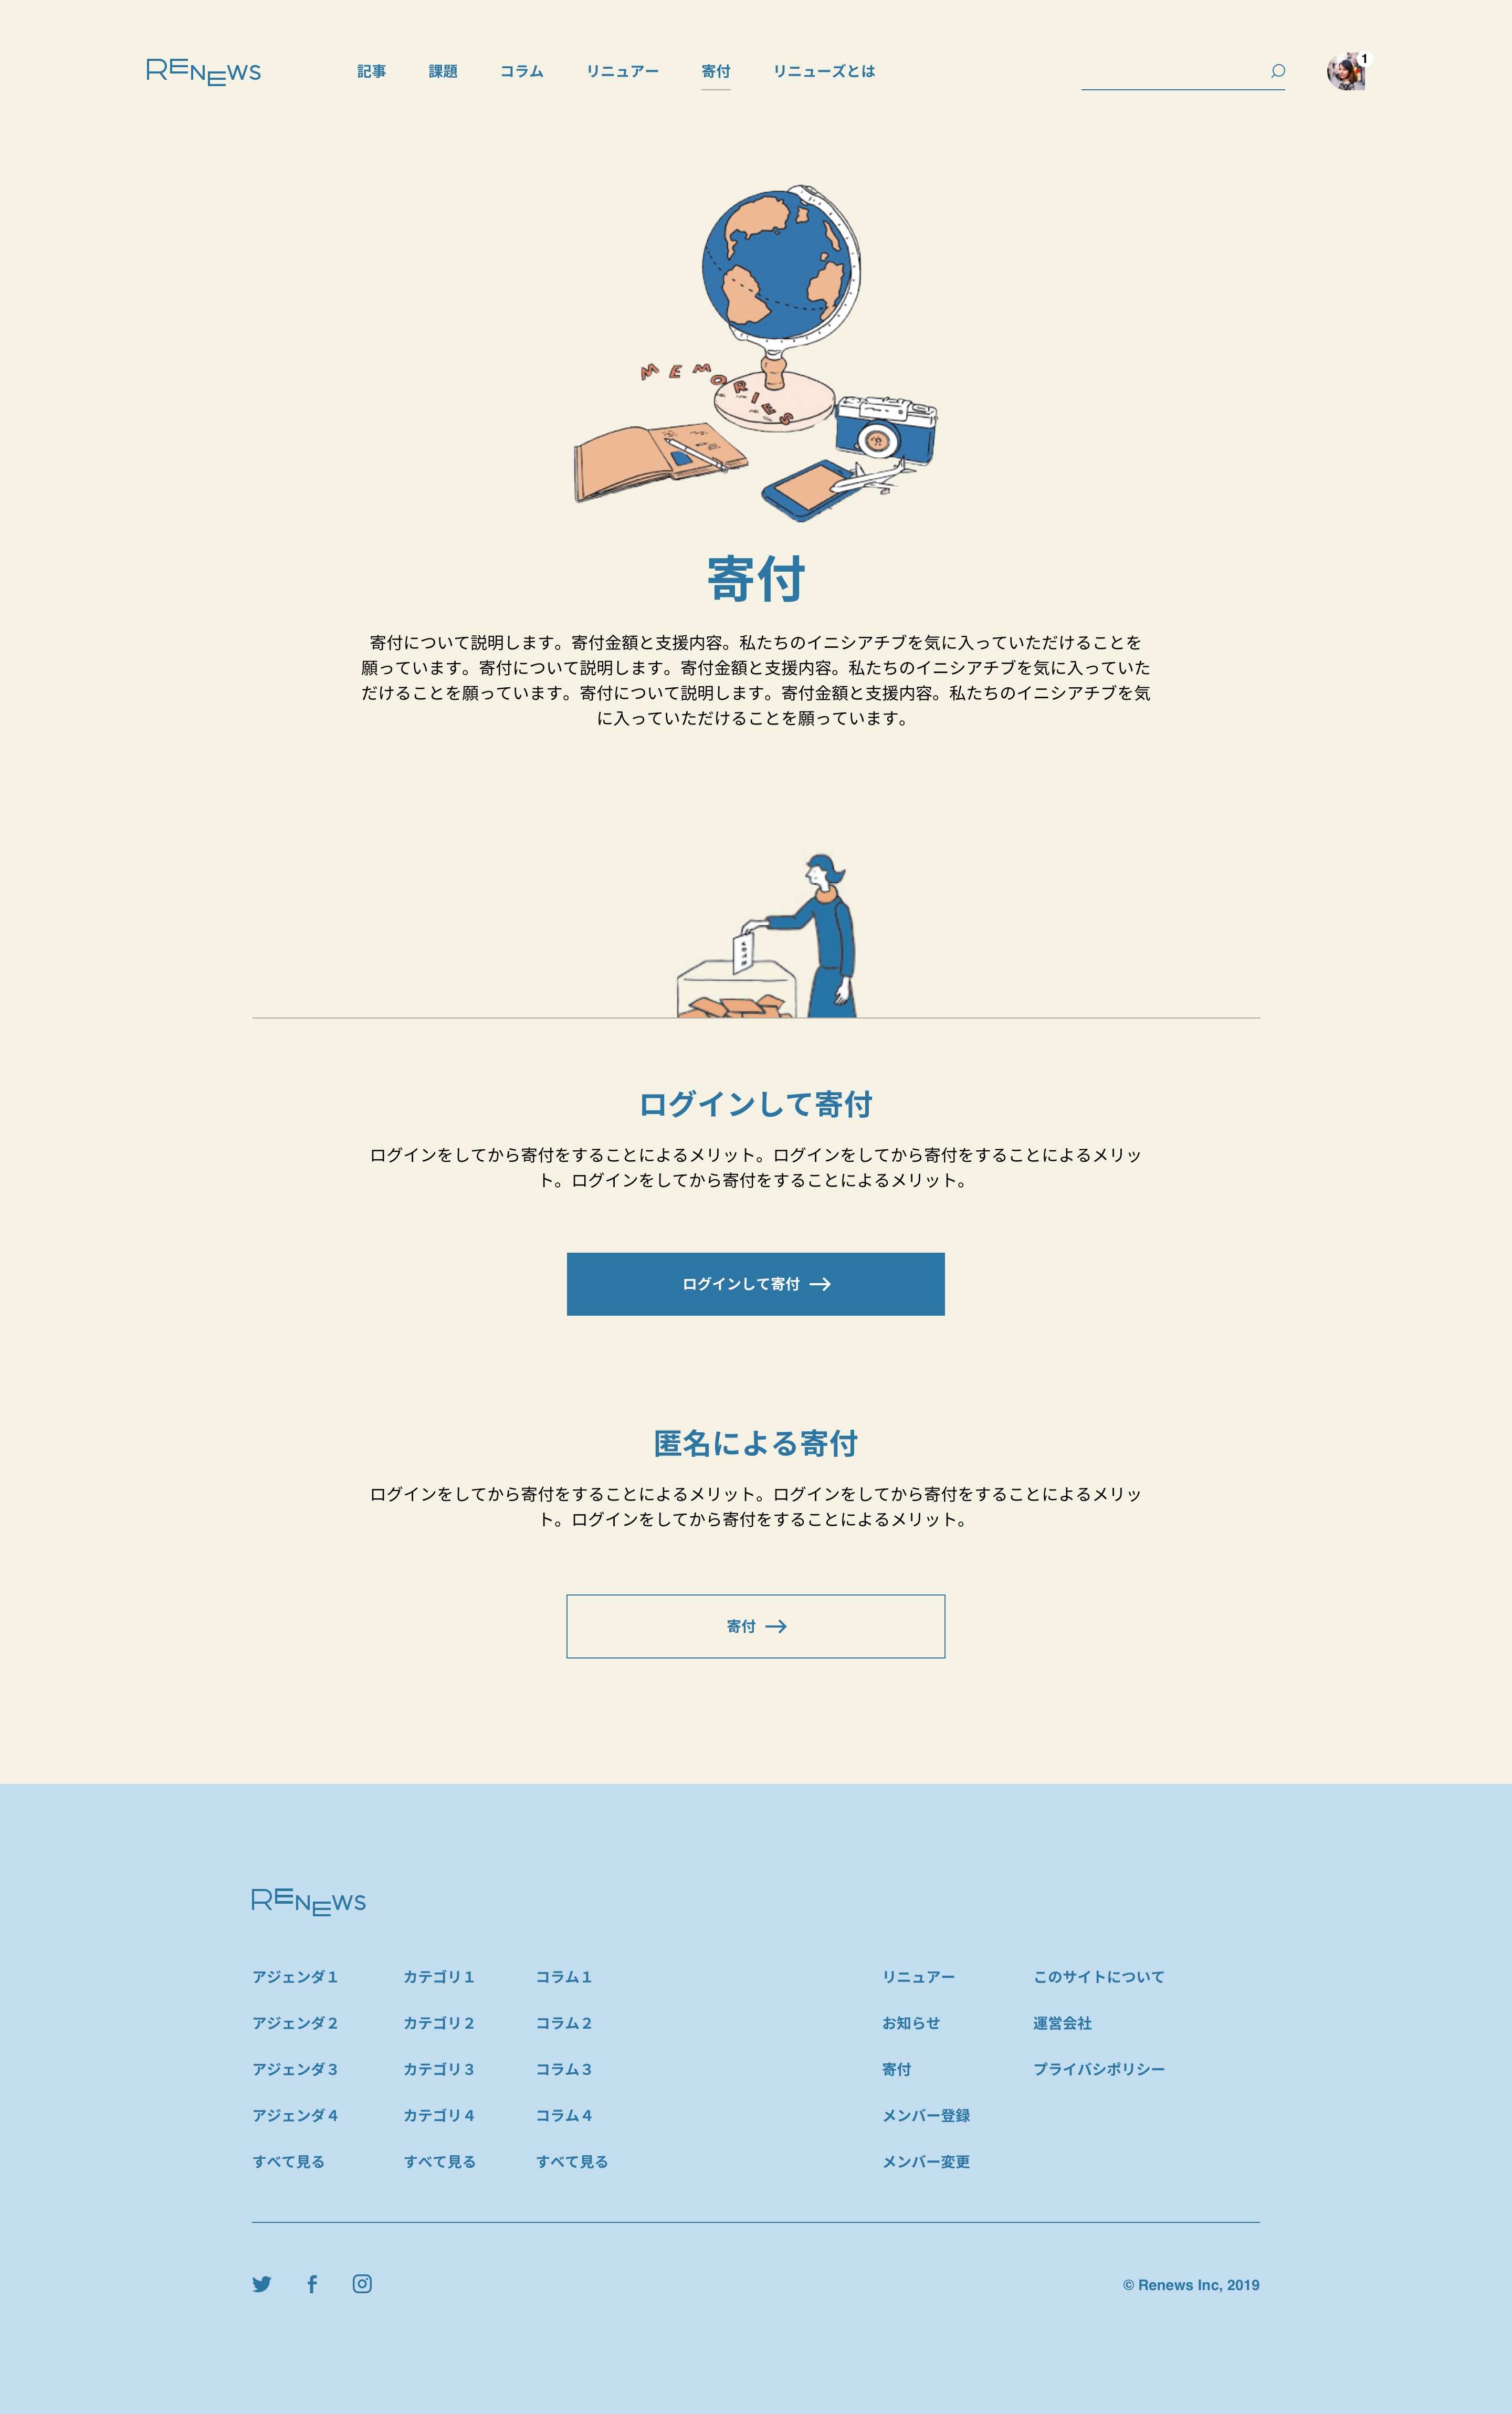 RENEWS
記事 課題 コラム リニュアー 寄付 リニューズとは
1
MEMORIES
寄付
寄付について説明します。寄付金額と支援内容。私たちのイニシアチブを気に入っていただけることを
願っています。寄付について説明します。寄付金額と支援内容。私たちのイニシアチブを気に入っていた
だけることを願っています。寄付について説明します。寄付金額と支援内容。私たちのイニシアチブを気
に入っていただけることを願っています。
ログインして寄付
ログインをしてから寄付をすることによるメリット。ログインをしてから寄付をすることによるメリッ
ト。ログインをしてから寄付をすることによるメリット。
ログインして寄付 →
匿名による寄付
ログインをしてから寄付をすることによるメリット。ログインをしてから寄付をすることによるメリッ
ト。ログインをしてから寄付をすることによるメリット。
寄付 →
RENEWS
アジェンダ１ カテゴリ１ コラム１ リニュアー このサイトについて
アジェンダ２ カテゴリ２ コラム２ お知らせ 運営会社
アジェンダ３ カテゴリ３ コラム３ 寄付 プライバシポリシー
アジェンダ４ カテゴリ４ コラム４ メンバー登録
すべて見る すべて見る すべて見る メンバー変更
© Renews Inc, 2019